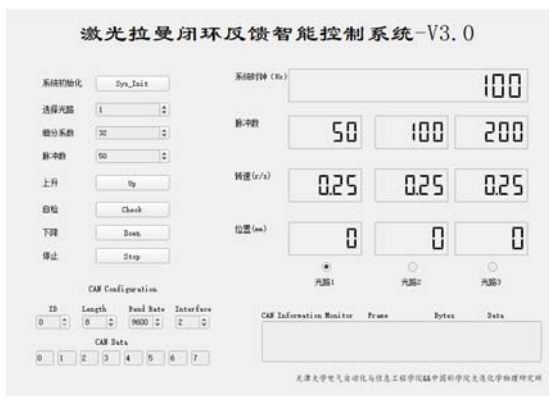 激光拉曼闭环反馈智能控制系统-V3.0
系统初始化 Sys_Init
选择光路 1
细分系数 32
脉冲数 50
上升 Up
自检 Check
下降 Down
停止 Stop
系统时钟 (Hz) 100
脉冲数 50 100 200
转速(r/s) 0.25 0.25 0.25
位置(mm) 0 0 0
光路1 光路2 光路3
CAN Configuration
ID Length Baud Rate Interface
0 8 9600 2
CAN Data
0 1 2 3 4 5 6 7
CAN Information Monitor Frame Bytes Data
天津大学电气自动化与信息工程学院&&中国科学院大连化学物理研究所